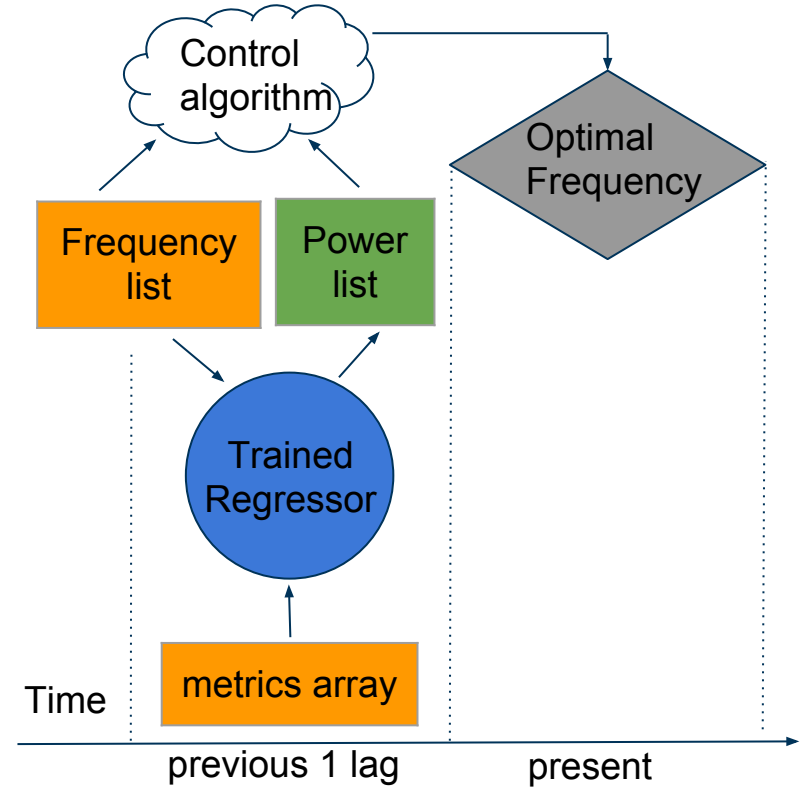 Control
algorithm
Optimal
Frequency
Frequency
list
Power
list
Trained
Regressor
metrics array
Time
previous 1 lag
present